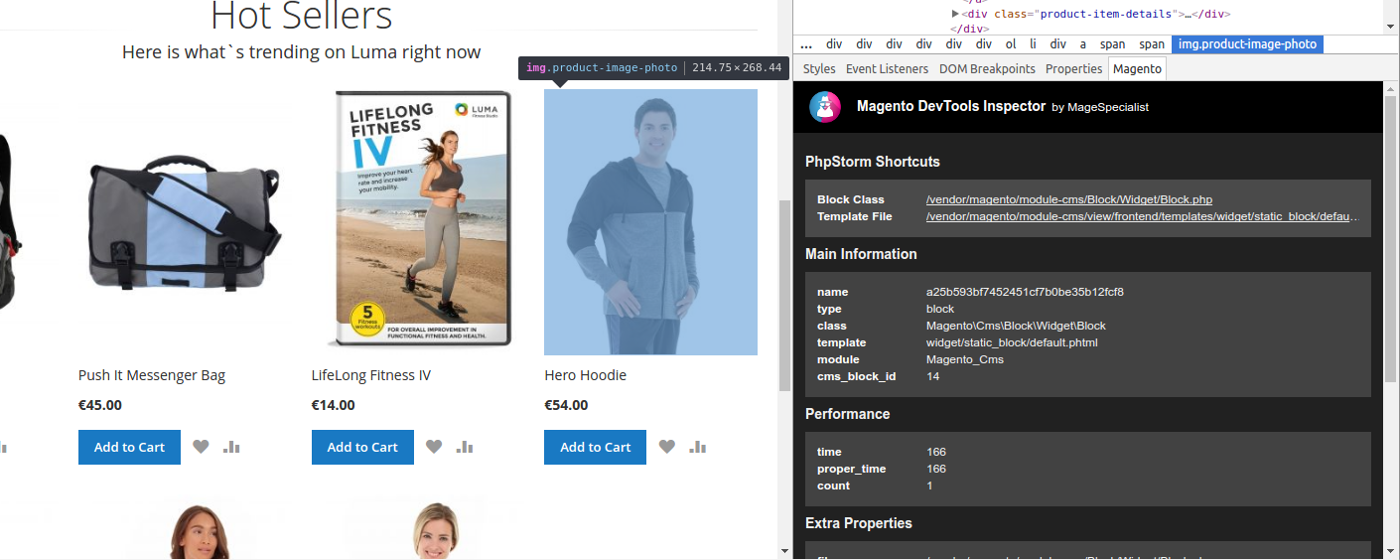 Hot Sellers
Here is what`s trending on Luma right now
img.product-image-photo | 214.75 × 268.44
LIFELONG
FITNESS
IV
LUMA
Fitness Studio
Improve your heart
rate and increase
your mobility.
5
Fitness
workouts
FOR OVERALL IMPROVEMENT IN
FUNCTIONAL FITNESS AND HEALTH.
Push It Messenger Bag
€45.00
Add to Cart
LifeLong Fitness IV
€14.00
Add to Cart
Hero Hoodie
€54.00
Add to Cart
<div class="product-item-details">…</div>
</div>
... div div div div div div ol li div a span span img.product-image-photo
Styles Event Listeners DOM Breakpoints Properties Magento
Magento DevTools Inspector by MageSpecialist
PhpStorm Shortcuts
Block Class /vendor/magento/module-cms/Block/Widget/Block.php
Template File /vendor/magento/module-cms/view/frontend/templates/widget/static_block/defau...
Main Information
name a25b593bf7452451cf7b0be35b12fcf8
type block
class Magento\Cms\Block\Widget\Block
template widget/static_block/default.phtml
module Magento_Cms
cms_block_id 14
Performance
time 166
proper_time 166
count 1
Extra Properties